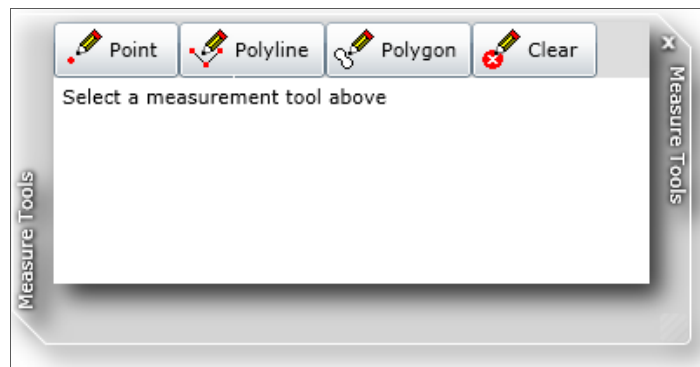 Point Polyline Polygon Clear
Select a measurement tool above
Measure Tools
Measure Tools